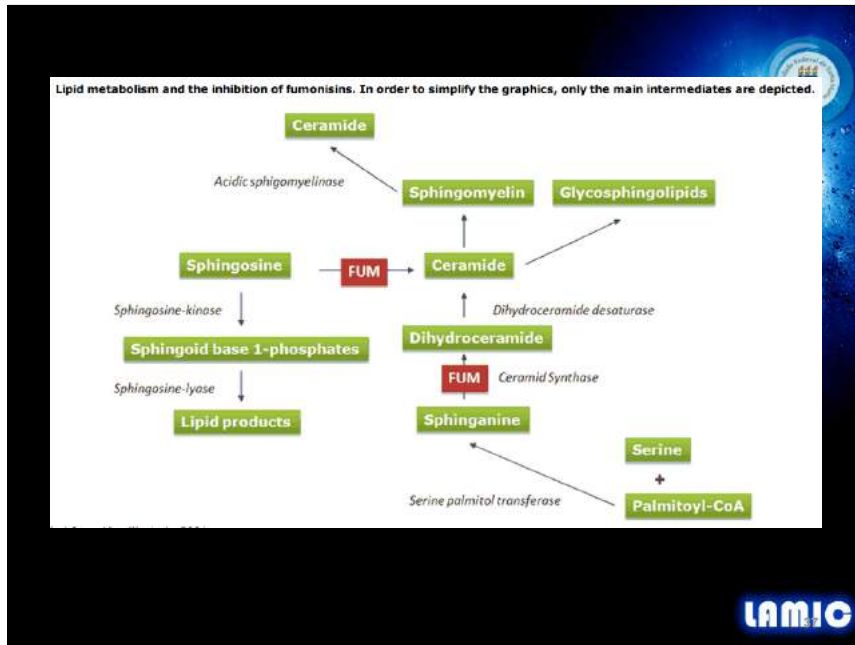 Lipid metabolism and the inhibition of fumonisins. In order to simplify the graphics, only the main intermediates are depicted.
Ceramide
Acidic sphigomyelinase
Sphingomyelin
Glycosphingolipids
Sphingosine
FUM
Ceramide
Sphingosine-kinase
Dihydroceramide desaturase
Sphingoid base 1-phosphates
Dihydroceramide
Sphingosine-lyase
FUM
Ceramid Synthase
Lipid products
Sphinganine
Serine
+
Serine palmitol transferase
Palmitoyl-CoA
LAMIC
37